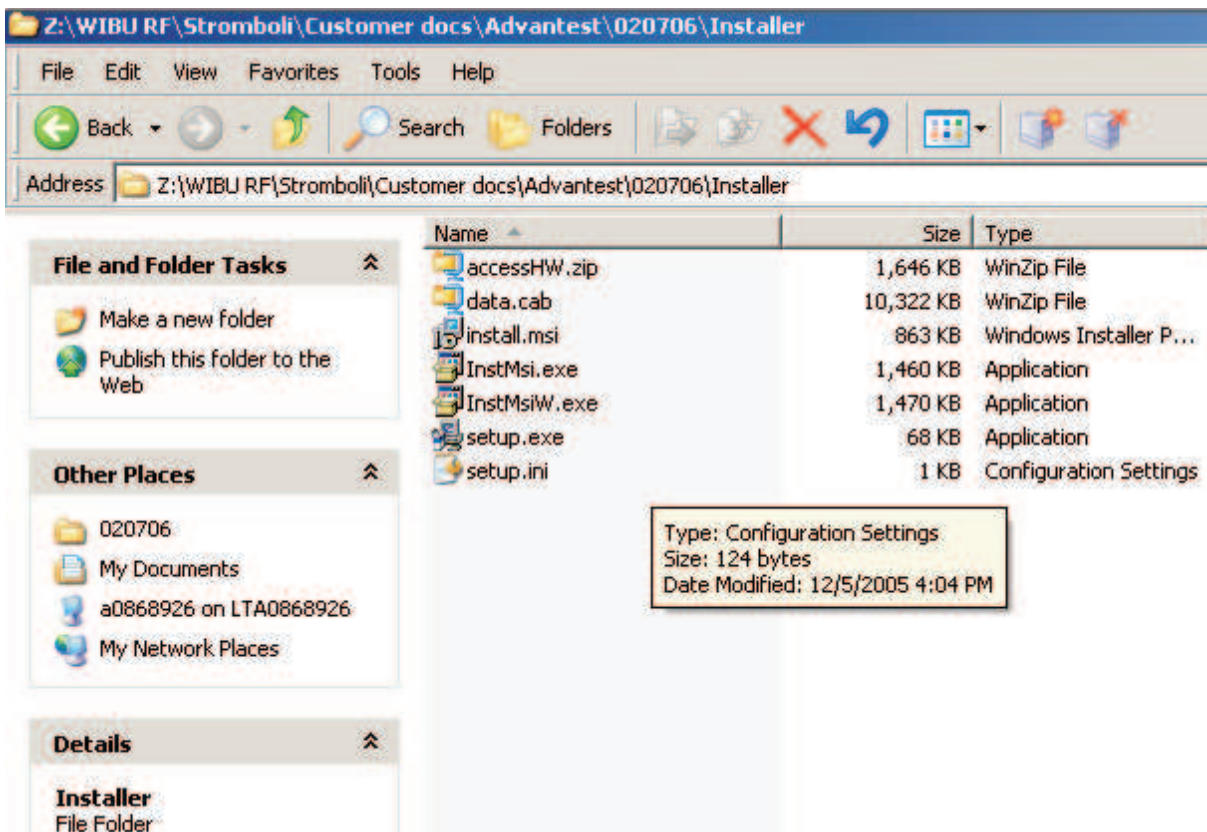 Z:\WIBU RF\Stromboli\Customer docs\Advantest\020706\Installer
File Edit View Favorites Tools Help
Back Search Folders
Address Z:\WIBU RF\Stromboli\Customer docs\Advantest\020706\Installer
Name Size Type
File and Folder Tasks
Make a new folder
Publish this folder to the
Web
Other Places
020706
My Documents
a0868926 on LTA0868926
My Network Places
Details
Installer
File Folder
accessHW.zip 1,646 KB WinZip File
data.cab 10,322 KB WinZip File
install.msi 863 KB Windows Installer P...
InstMsi.exe 1,460 KB Application
InstMsiW.exe 1,470 KB Application
setup.exe 68 KB Application
setup.ini 1 KB Configuration Settings
Type: Configuration Settings
Size: 124 bytes
Date Modified: 12/5/2005 4:04 PM